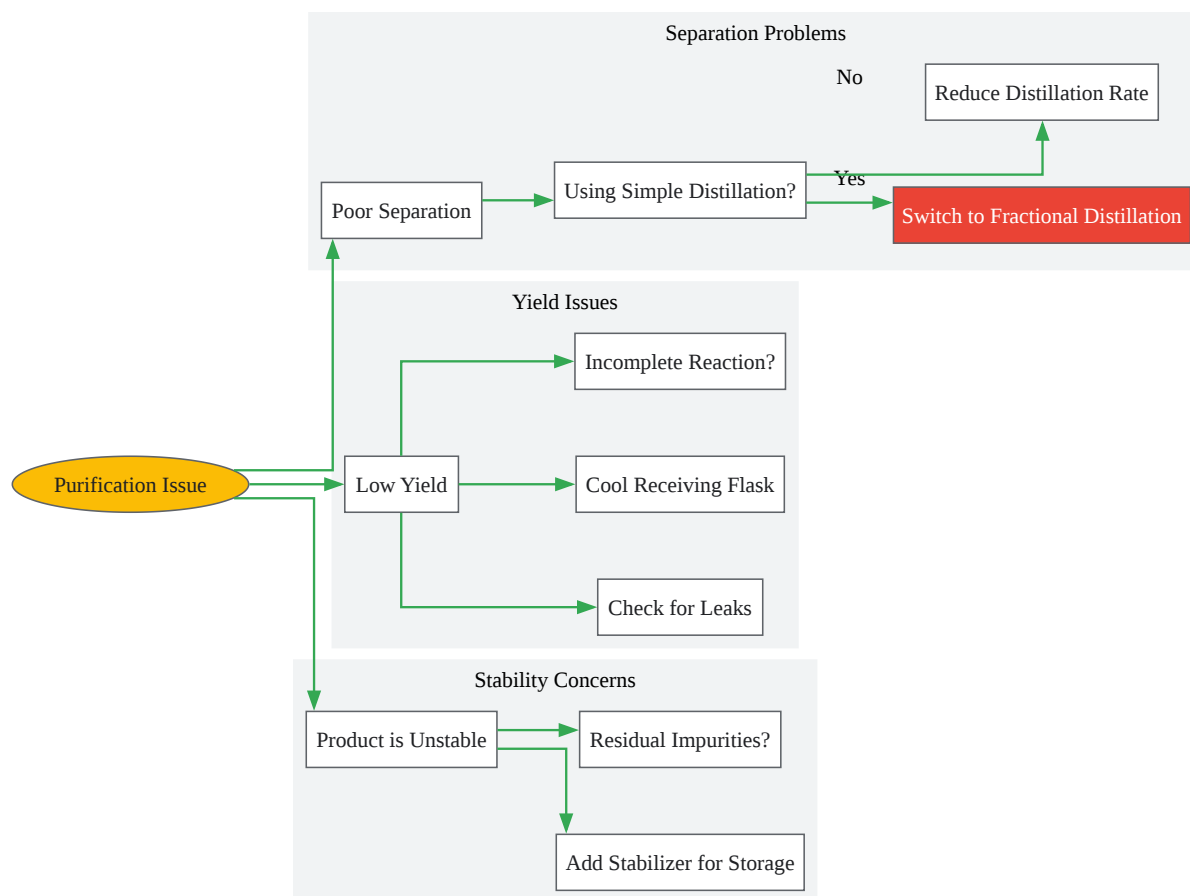 Separation Problems
No
Reduce Distillation Rate
Yes
Using Simple Distillation?
Poor Separation
Switch to Fractional Distillation
Yield Issues
Incomplete Reaction?
Purification Issue
Low Yield
Cool Receiving Flask
Check for Leaks
Stability Concerns
Product is Unstable
Residual Impurities?
Add Stabilizer for Storage